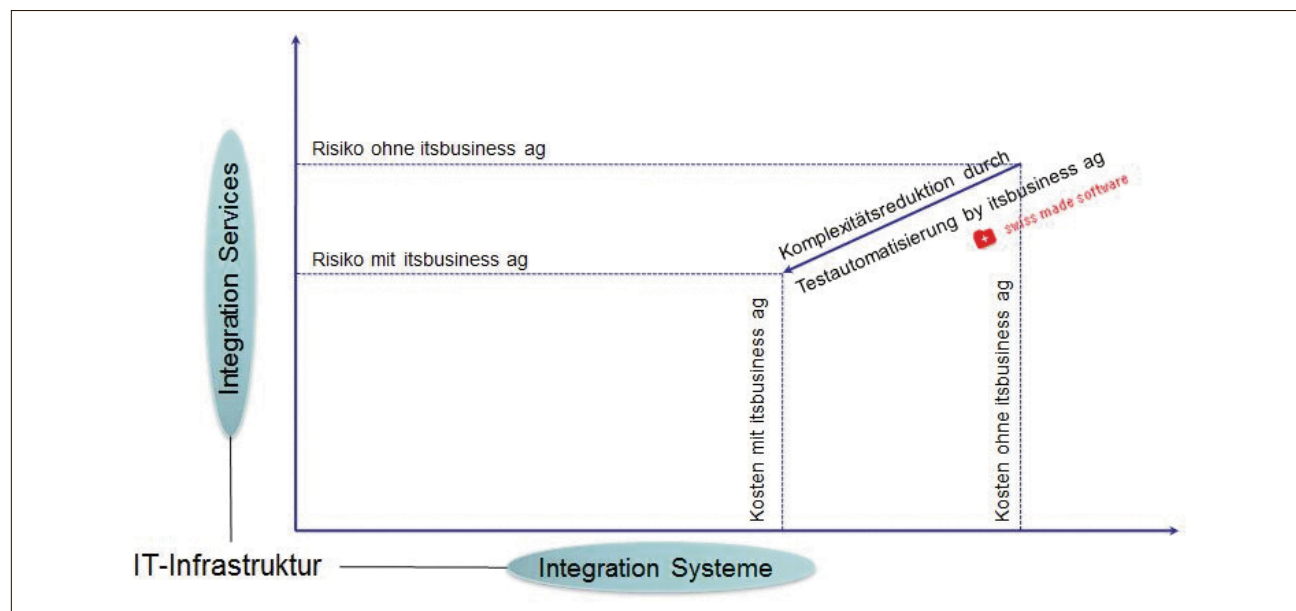 Risiko ohne itsbusiness ag
Komplexitätsreduktion durch
Testautomatisierung by itsbusiness ag
swiss made software
Risiko mit itsbusiness ag
Integration Services
Kosten mit itsbusiness ag
Kosten ohne itsbusiness ag
IT-Infrastruktur
Integration Systeme